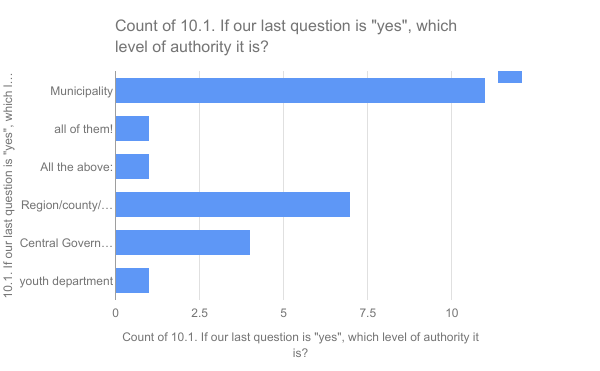 Count of 10.1. If our last question is "yes", which
level of authority it is?
10.1. If our last question is "yes", which l…
Municipality
all of them!
All the above:
Region/county/…
Central Govern…
youth department
0 2.5 5 7.5 10
Count of 10.1. If our last question is "yes", which level of authority it
is?